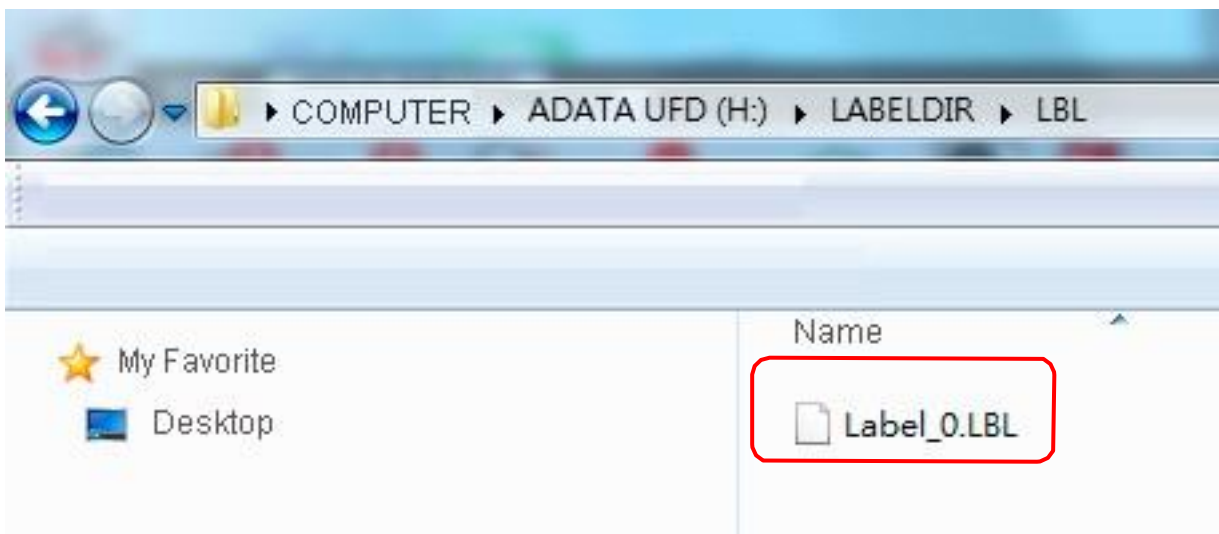 COMPUTER ADATA UFD (H:) LABELDIR LBL
Name
My Favorite
Desktop
Label_0.LBL